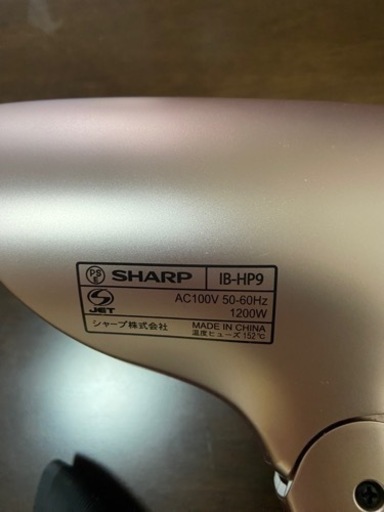 PS
E SHARP IB-HP9
AC100V 50-60Hz
JET 1200W
シャープ株式会社 MADE IN CHINA
温度ヒューズ 152℃